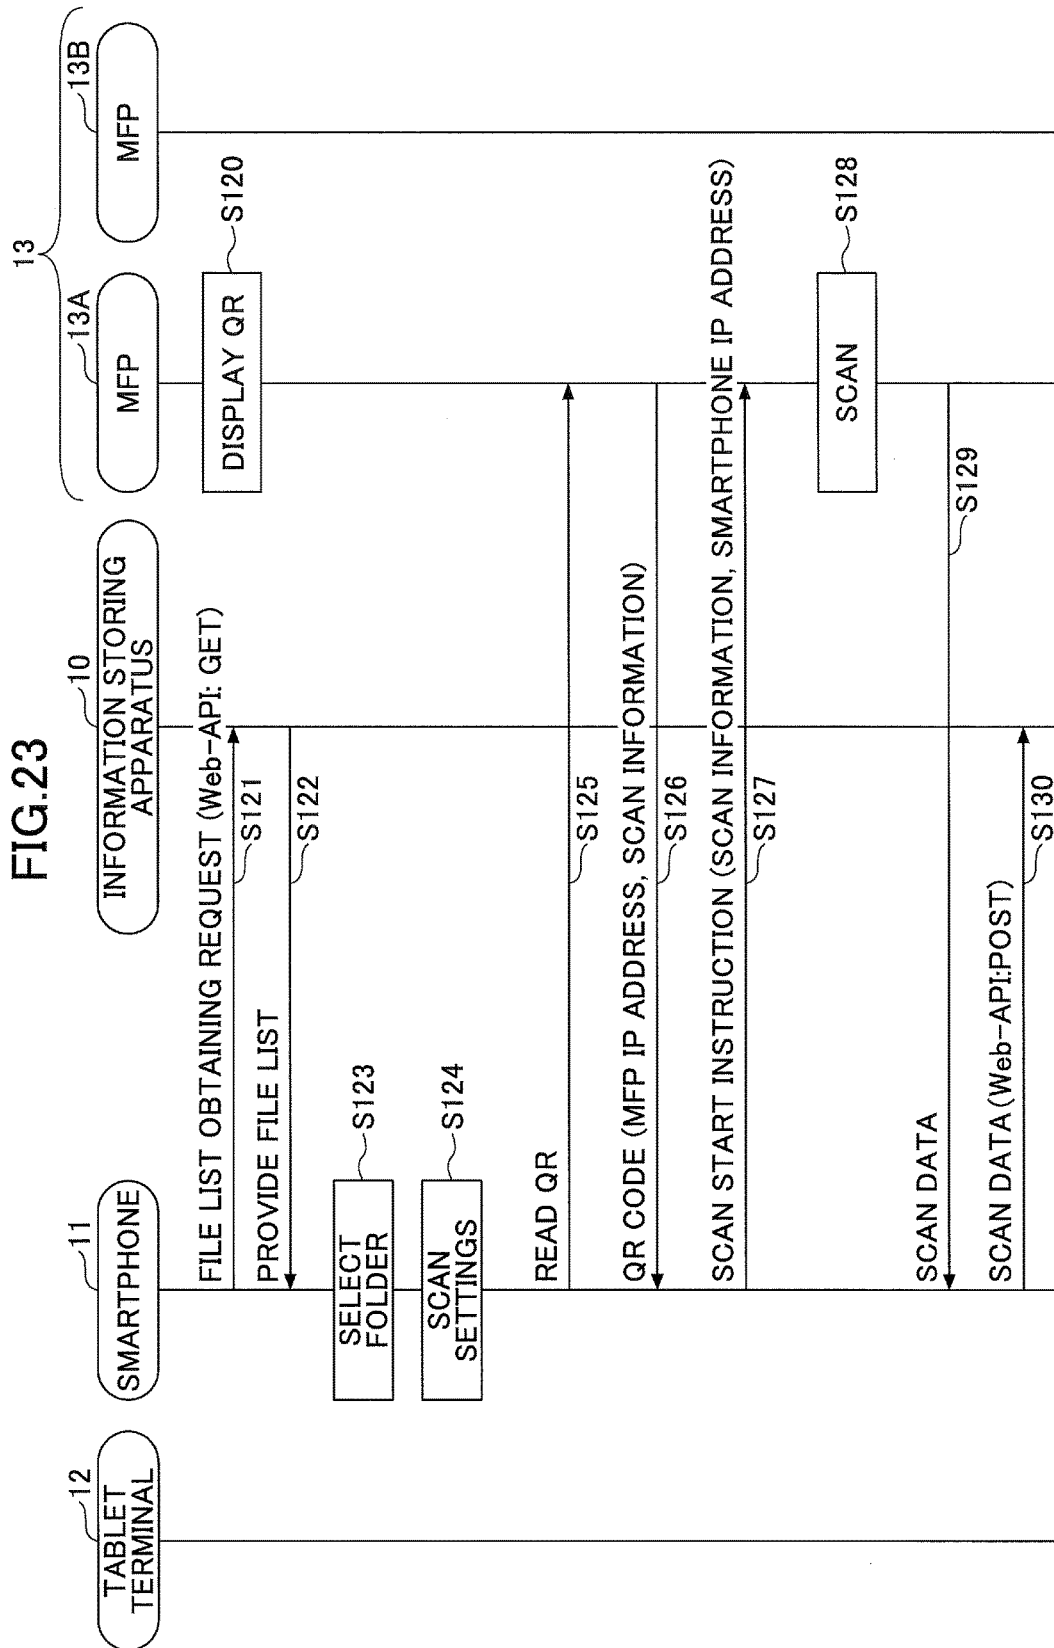 FIG.23
12
TABLET
TERMINAL
11
SMARTPHONE
10
INFORMATION STORING
APPARATUS
13
13A
MFP
13B
MFP
DISPLAY QR
S120
FILE LIST OBTAINING REQUEST (Web-API: GET)
S121
PROVIDE FILE LIST
S122
SELECT
FOLDER
S123
SCAN
SETTINGS
S124
READ QR
S125
QR CODE (MFP IP ADDRESS, SCAN INFORMATION)
S126
SCAN START INSTRUCTION (SCAN INFORMATION, SMARTPHONE IP ADDRESS)
S127
SCAN
S128
SCAN DATA
S129
SCAN DATA (Web-API:POST)
S130